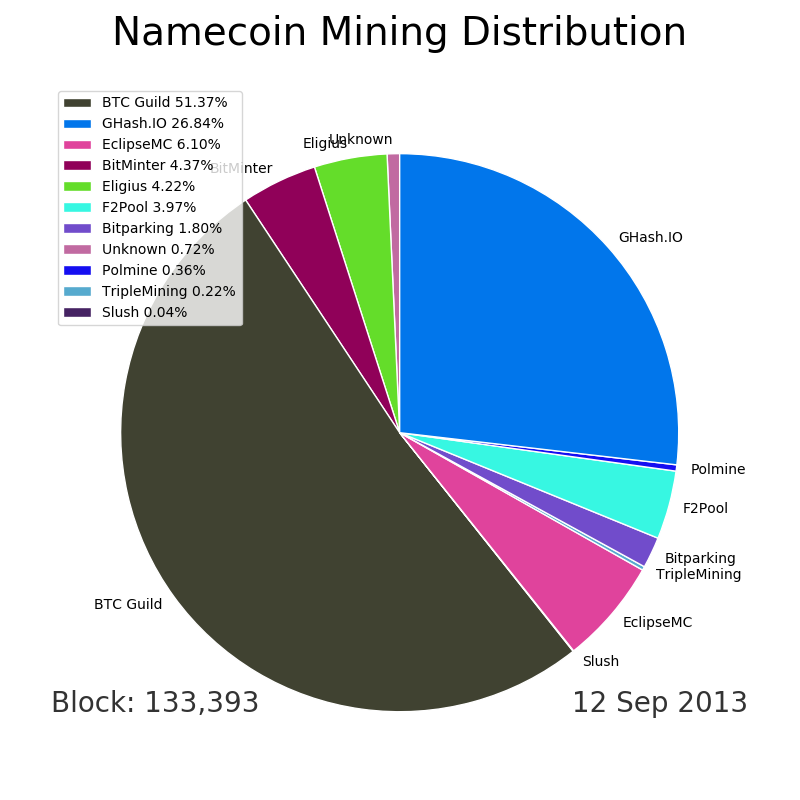 Namecoin Mining Distribution
BTC Guild 51.37%
GHash.IO 26.84%
EclipseMC 6.10%
BitMinter 4.37%
Eligius 4.22%
F2Pool 3.97%
Bitparking 1.80%
Unknown 0.72%
Polmine 0.36%
TripleMining 0.22%
Slush 0.04%
Unknown
Eligius
BitMinter
GHash.IO
Polmine
F2Pool
Bitparking
TripleMining
BTC Guild
EclipseMC
Slush
Block: 133,393
12 Sep 2013